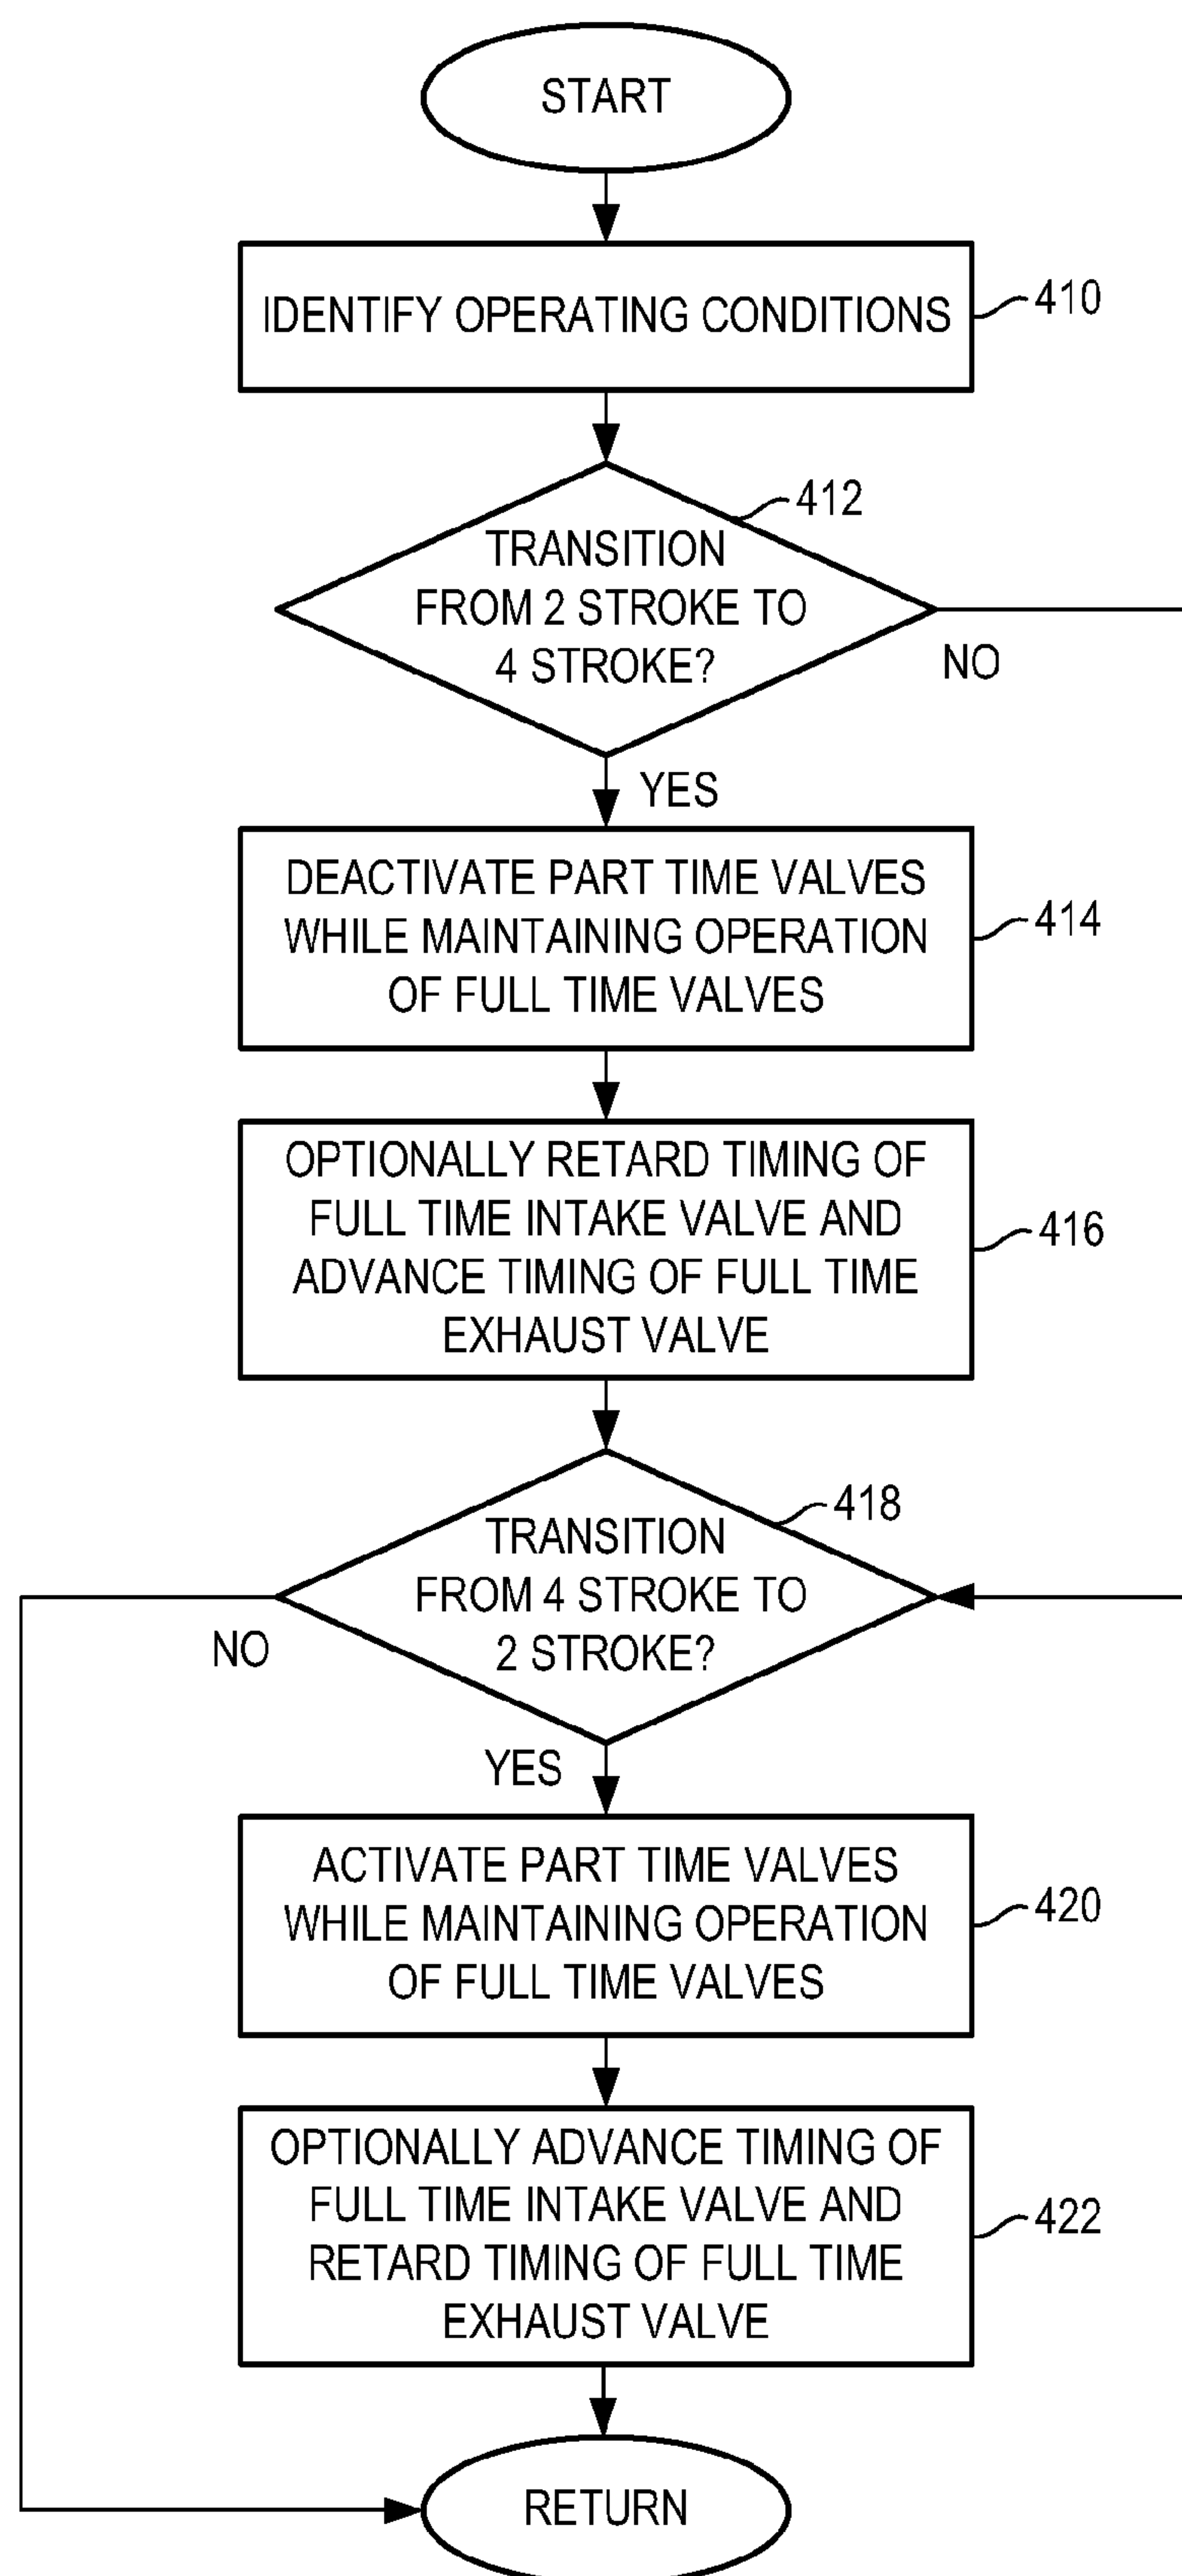 START
IDENTIFY OPERATING CONDITIONS
410
412
TRANSITION
FROM 2 STROKE TO
4 STROKE?
NO
YES
DEACTIVATE PART TIME VALVES
WHILE MAINTAINING OPERATION
OF FULL TIME VALVES
414
OPTIONALLY RETARD TIMING OF
FULL TIME INTAKE VALVE AND
ADVANCE TIMING OF FULL TIME
EXHAUST VALVE
416
418
TRANSITION
FROM 4 STROKE TO
2 STROKE?
NO
YES
ACTIVATE PART TIME VALVES
WHILE MAINTAINING OPERATION
OF FULL TIME VALVES
420
OPTIONALLY ADVANCE TIMING OF
FULL TIME INTAKE VALVE AND
RETARD TIMING OF FULL TIME
EXHAUST VALVE
422
RETURN